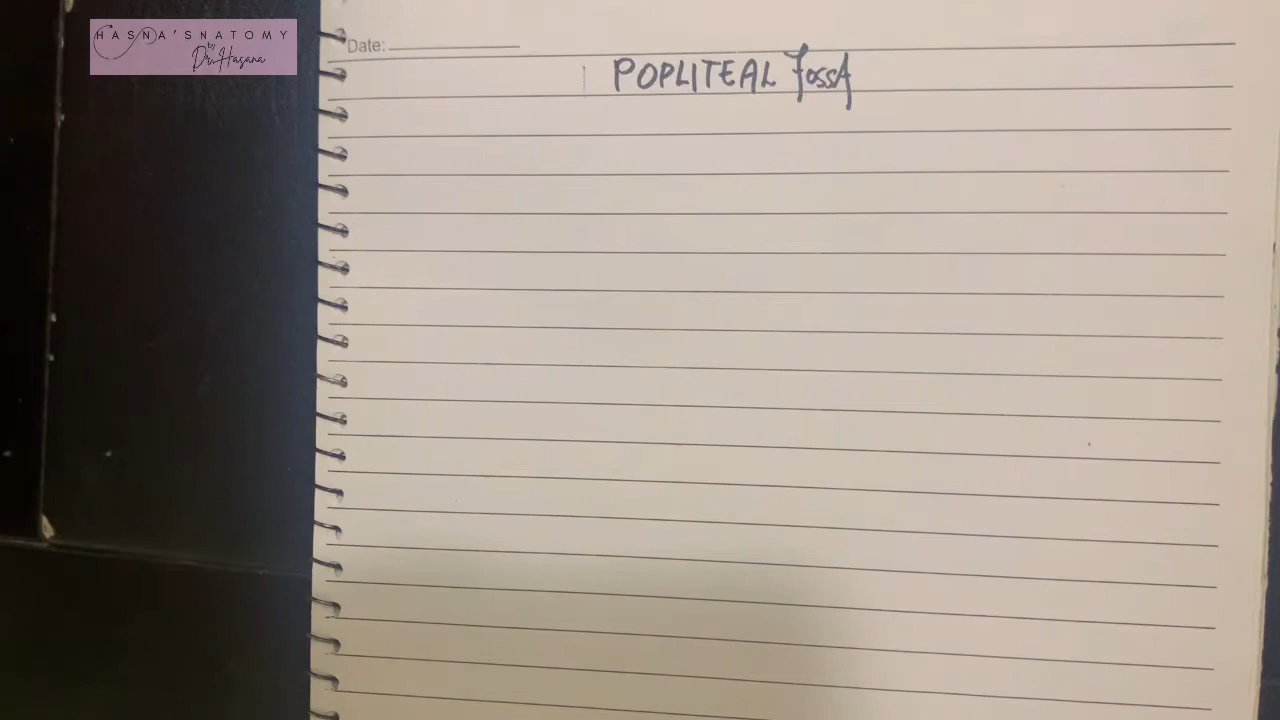 HASNA'SNATOMY
by
Dr. Hasana
Date:
POPLITEAL fossA